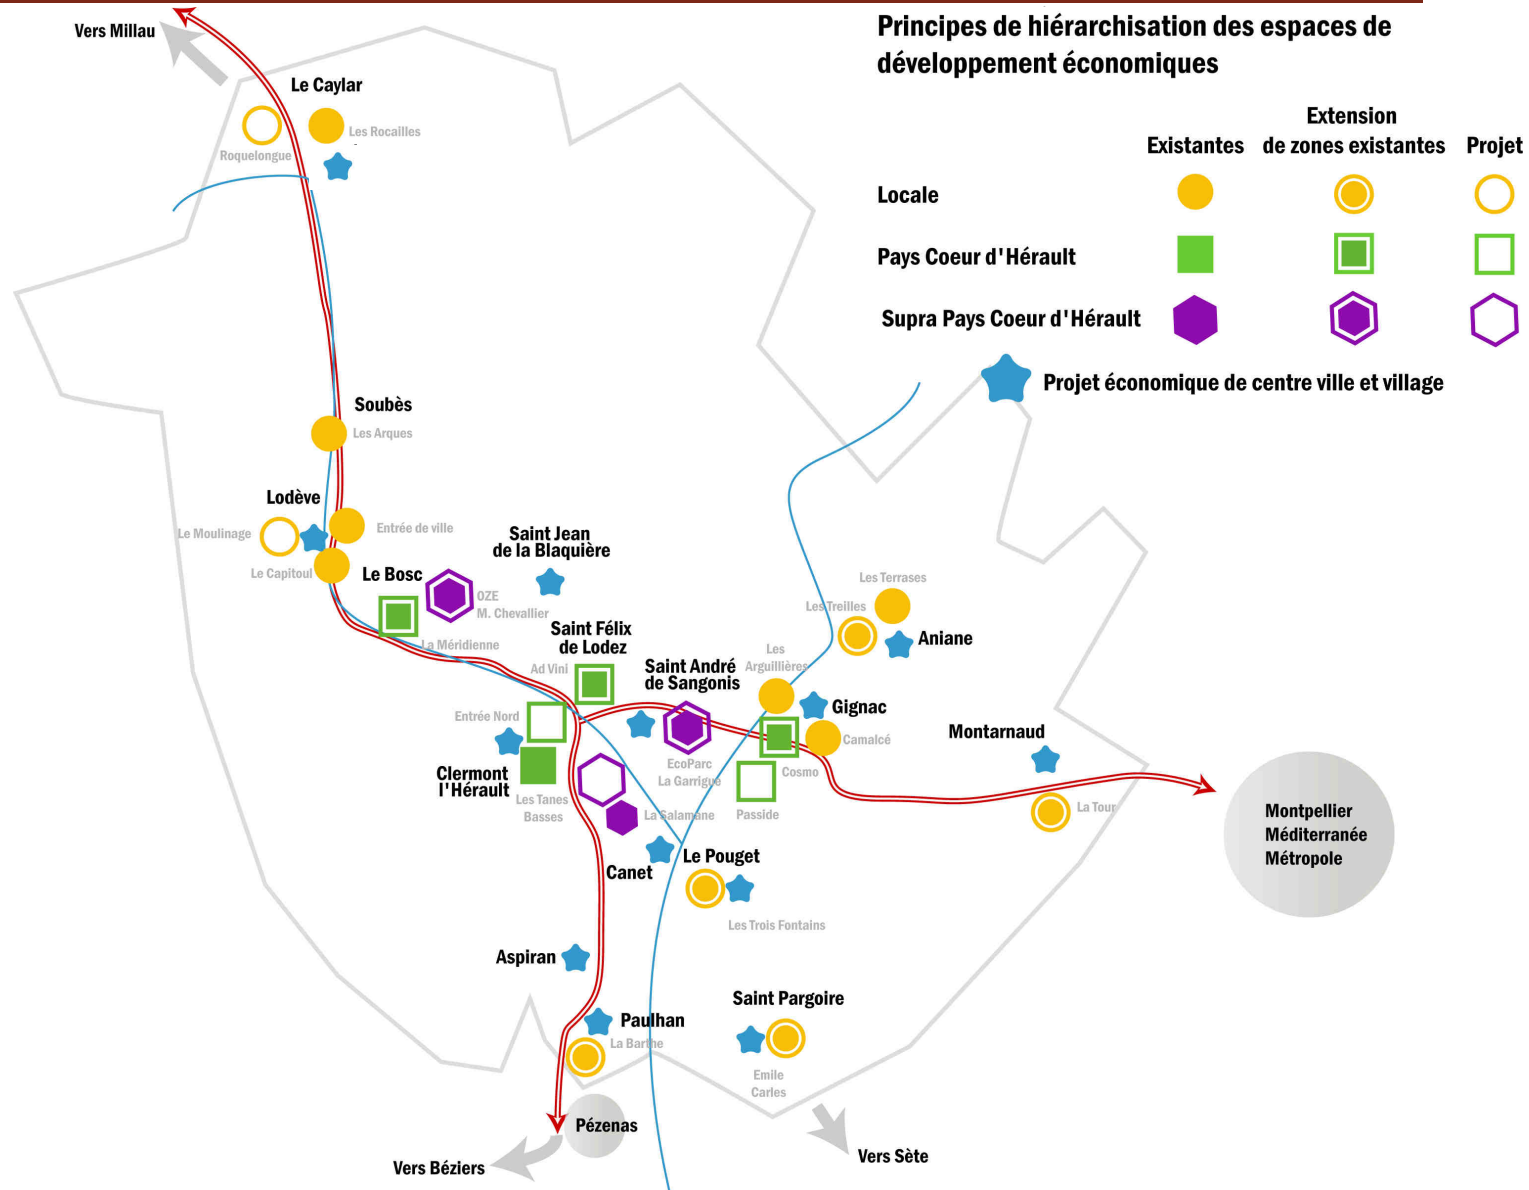 Principes de hiérarchisation des espaces de
développement économiques
Extension
Existantes
de zones existantes
Projet
Locale
Pays Coeur d'Hérault
Supra Pays Coeur d'Hérault
Projet économique de centre ville et village
Vers Millau
Le Caylar
Les Rocailles
Roquelongue
Soubès
Les Arques
Lodève
Le Moulinage
Entrée de ville
Le Capitoul
Le Bosc
OZE
M. Chevallier
La Méridienne
Saint Jean
de la Blaquière
Saint Félix
de Lodez
Ad Vini
Saint André
de Sangonis
EcoParc
La Garrigue
Entrée Nord
Clermont
l'Hérault
Les Tanes
Basses
La Salamane
Canet
Les Terrases
Les Treilles
Aniane
Les
Arguillières
Gignac
Camalcé
Cosmo
Passide
Montarnaud
La Tour
Montpellier
Méditerranée
Métropole
Le Pouget
Les Trois Fontains
Aspiran
Paulhan
La Barthe
Saint Pargoire
Emile
Carles
Pézenas
Vers Béziers
Vers Sète